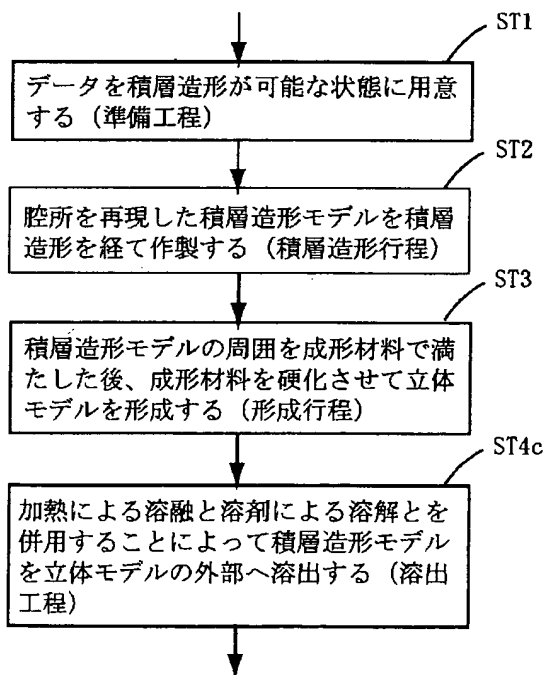 ST1
データを積層造形が可能な状態に用意
する（準備工程）
ST2
腔所を再現した積層造形モデルを積層
造形を経て作製する（積層造形行程）
ST3
積層造形モデルの周囲を成形材料で満
たした後、成形材料を硬化させて立体
モデルを形成する（形成行程）
ST4c
加熱による溶融と溶剤による溶解とを
併用することによって積層造形モデル
を立体モデルの外部へ溶出する（溶出
工程）